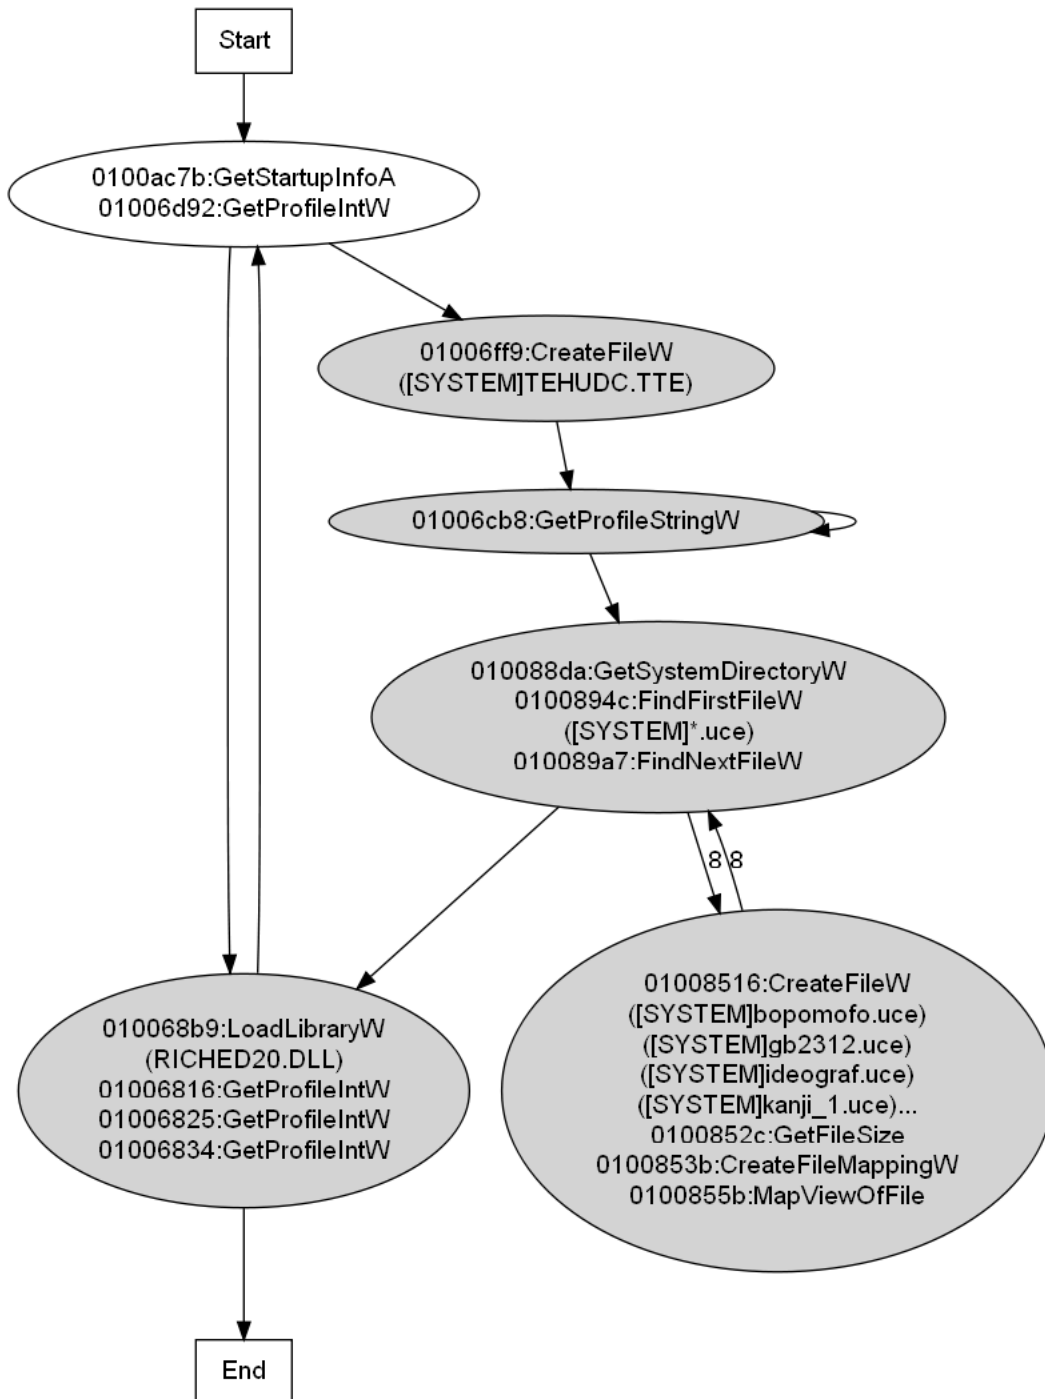 Start
0100ac7b:GetStartupInfoA
01006d92:GetProfileIntW
01006ff9:CreateFileW
([SYSTEM]TEHUDC.TTE)
01006cb8:GetProfileStringW
010088da:GetSystemDirectoryW
0100894c:FindFirstFileW
([SYSTEM]*.uce)
010089a7:FindNextFileW
8 8
01008516:CreateFileW
([SYSTEM]bopomofo.uce)
([SYSTEM]gb2312.uce)
([SYSTEM]ideograf.uce)
([SYSTEM]kanji_1.uce)...
0100852c:GetFileSize
0100853b:CreateFileMappingW
0100855b:MapViewOfFile
010068b9:LoadLibraryW
(RICHED20.DLL)
01006816:GetProfileIntW
01006825:GetProfileIntW
01006834:GetProfileIntW
End